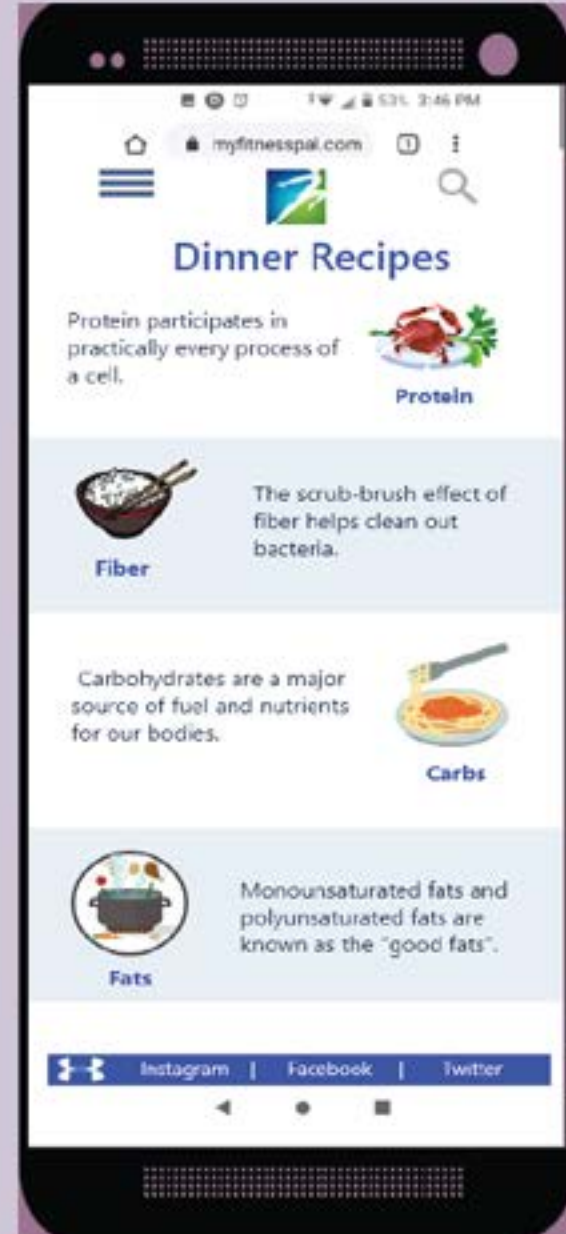 53% 3:46 PM
myfitnesspal.com 1
Dinner Recipes
Protein participates in
practically every process of
a cell.
Protein
The scrub-brush effect of
fiber helps clean out
bacteria.
Fiber
Carbohydrates are a major
source of fuel and nutrients
for our bodies.
Carbs
Monounsaturated fats and
polyunsaturated fats are
known as the "good fats".
Fats
Instagram | Facebook | Twitter